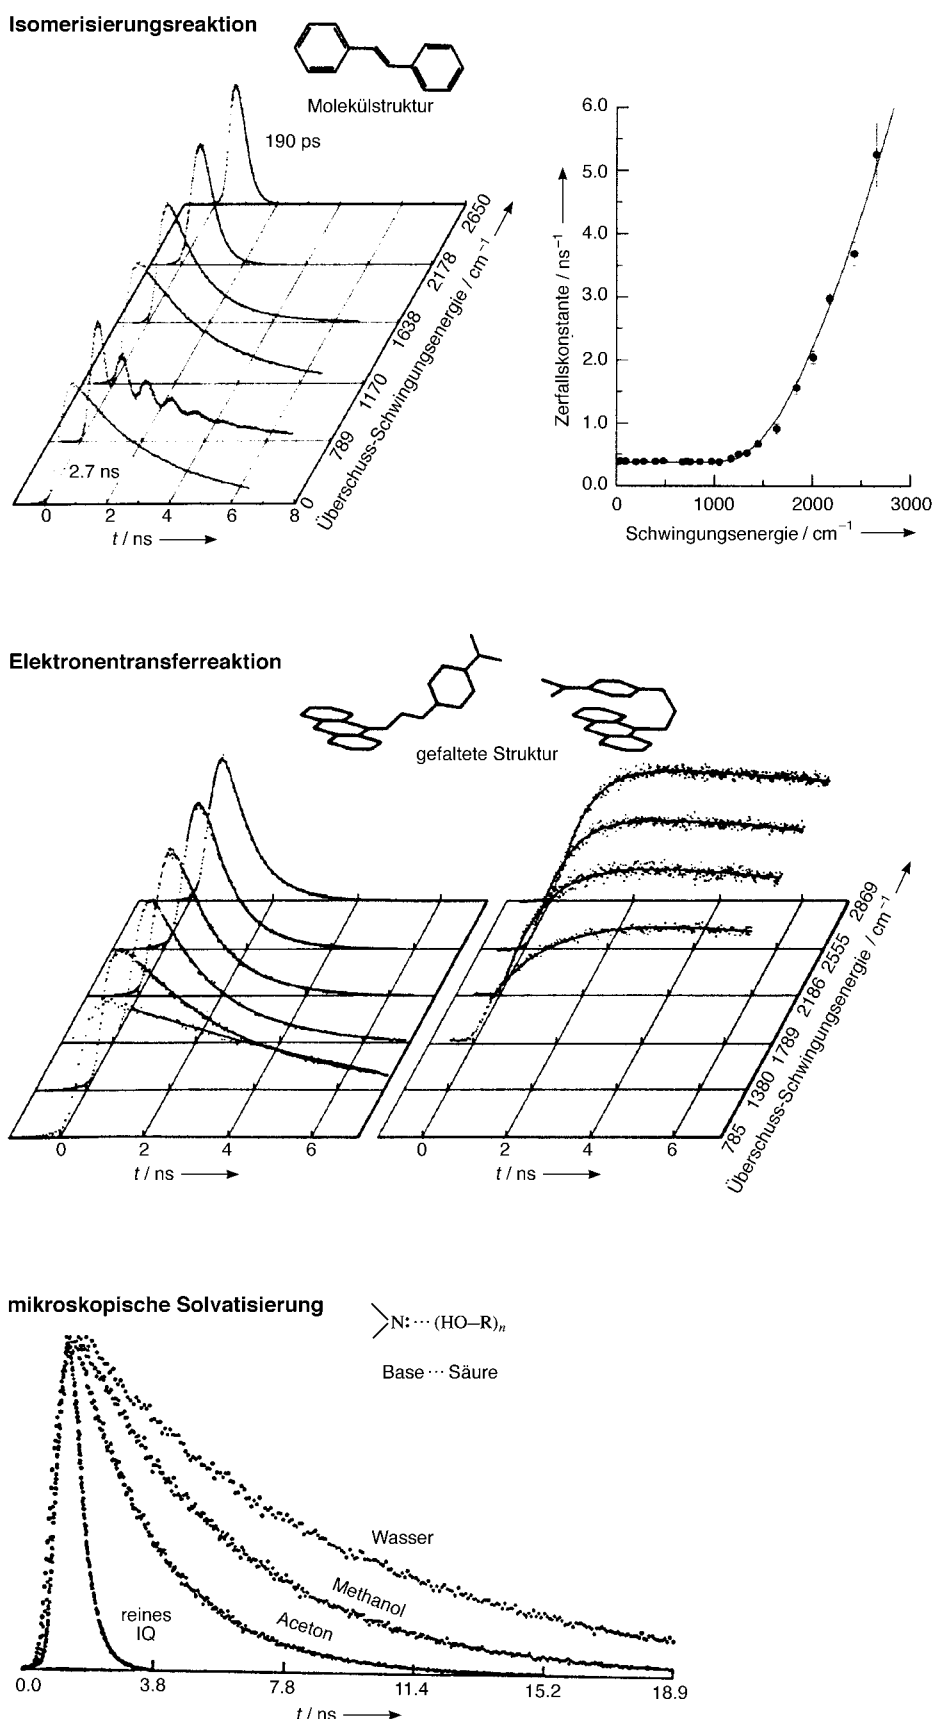 Isomerisierungsreaktion
Molekülstruktur
190 ps
2.7 ns
0
2
4
6
8
t / ns
0
789
1170
1638
2178
2650
Überschuss-Schwingungsenergie / cm⁻¹
6.0
5.0
4.0
3.0
2.0
1.0
0.0
Zerfallskonstante / ns⁻¹
0
1000
2000
3000
Schwingungsenergie / cm⁻¹
Elektronentransferreaktion
gefaltete Struktur
0
2
4
6
t / ns
0
2
4
6
t / ns
785
1380
1789
2186
2555
2869
Überschuss-Schwingungsenergie / cm⁻¹
mikroskopische Solvatisierung
N: ··· (HO–R)n
Base ··· Säure
Wasser
Methanol
Aceton
reines
IQ
0.0
3.8
7.8
11.4
15.2
18.9
t / ns